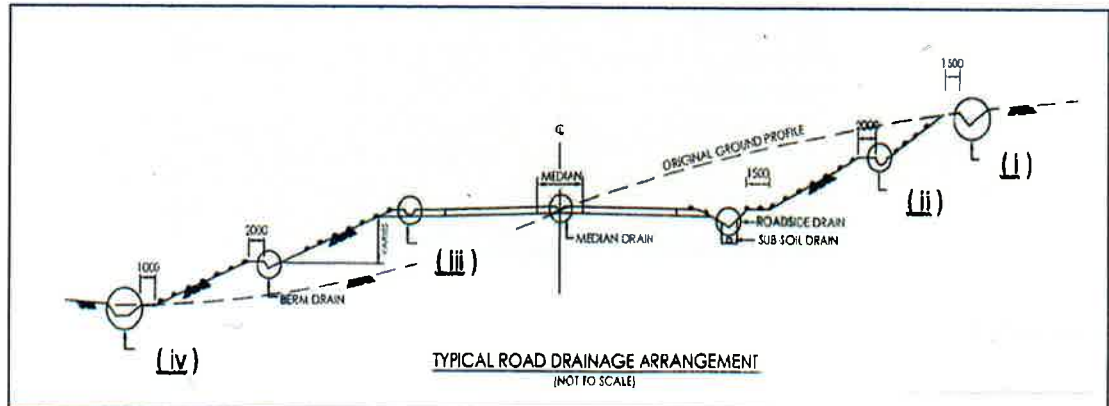 1500
℄
2000
ORIGINAL GROUND PROFILE
(i)
MEDIAN
1500
(ii)
ROADSIDE DRAIN
MEDIAN DRAIN
SUB SOIL DRAIN
2000
VARIES
(iii)
1000
BERM DRAIN
(iv)
TYPICAL ROAD DRAINAGE ARRANGEMENT
(NOT TO SCALE)